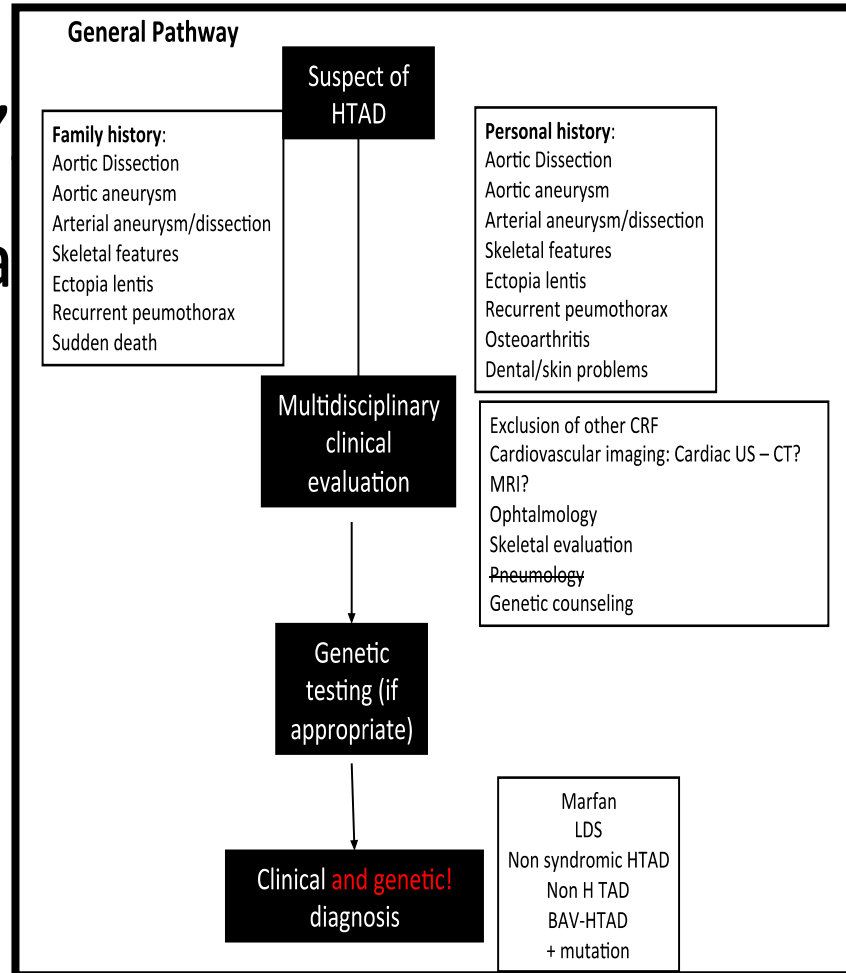 General Pathway
Suspect of
HTAD
Family history:
Aortic Dissection
Aortic aneurysm
Arterial aneurysm/dissection
Skeletal features
Ectopia lentis
Recurrent peumothorax
Sudden death
Personal history:
Aortic Dissection
Aortic aneurysm
Arterial aneurysm/dissection
Skeletal features
Ectopia lentis
Recurrent peumothorax
Osteoarthritis
Dental/skin problems
Multidisciplinary
clinical
evaluation
Exclusion of other CRF
Cardiovascular imaging: Cardiac US – CT?
MRI?
Ophtalmology
Skeletal evaluation
Pneumology
Genetic counseling
Genetic
testing (if
appropriate)
Clinical and genetic!
diagnosis
Marfan
LDS
Non syndromic HTAD
Non H TAD
BAV-HTAD
+ mutation